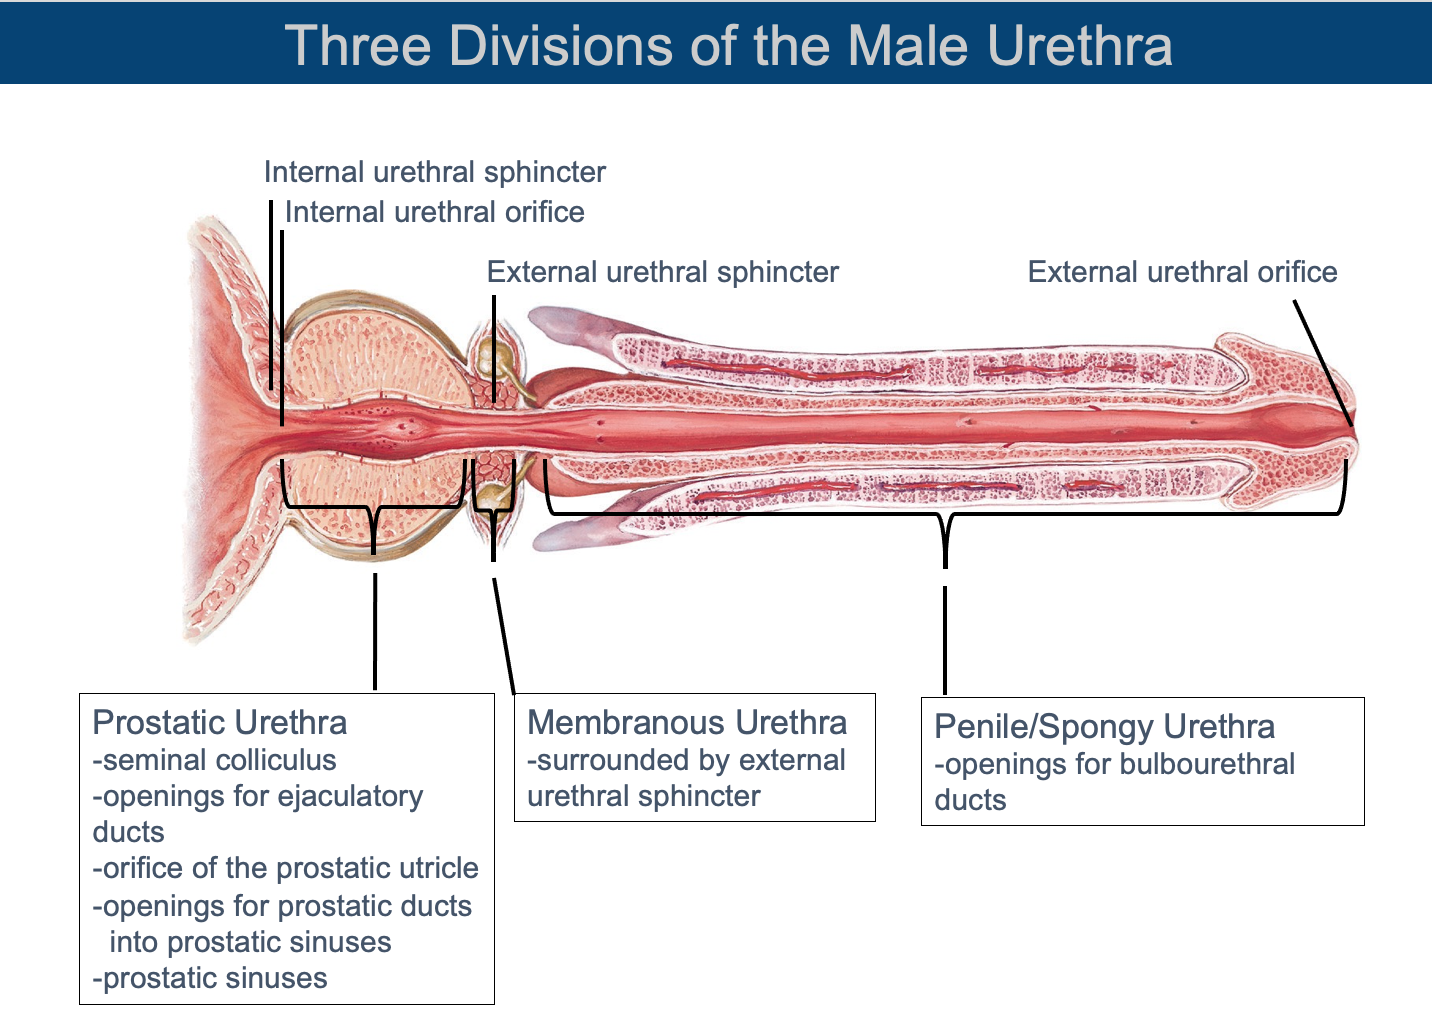 Three Divisions of the Male Urethra
Internal urethral sphincter
Internal urethral orifice
External urethral sphincter
External urethral orifice
Prostatic Urethra
-seminal colliculus
-openings for ejaculatory
ducts
-orifice of the prostatic utricle
-openings for prostatic ducts
into prostatic sinuses
-prostatic sinuses
Membranous Urethra
-surrounded by external
urethral sphincter
Penile/Spongy Urethra
-openings for bulbourethral
ducts